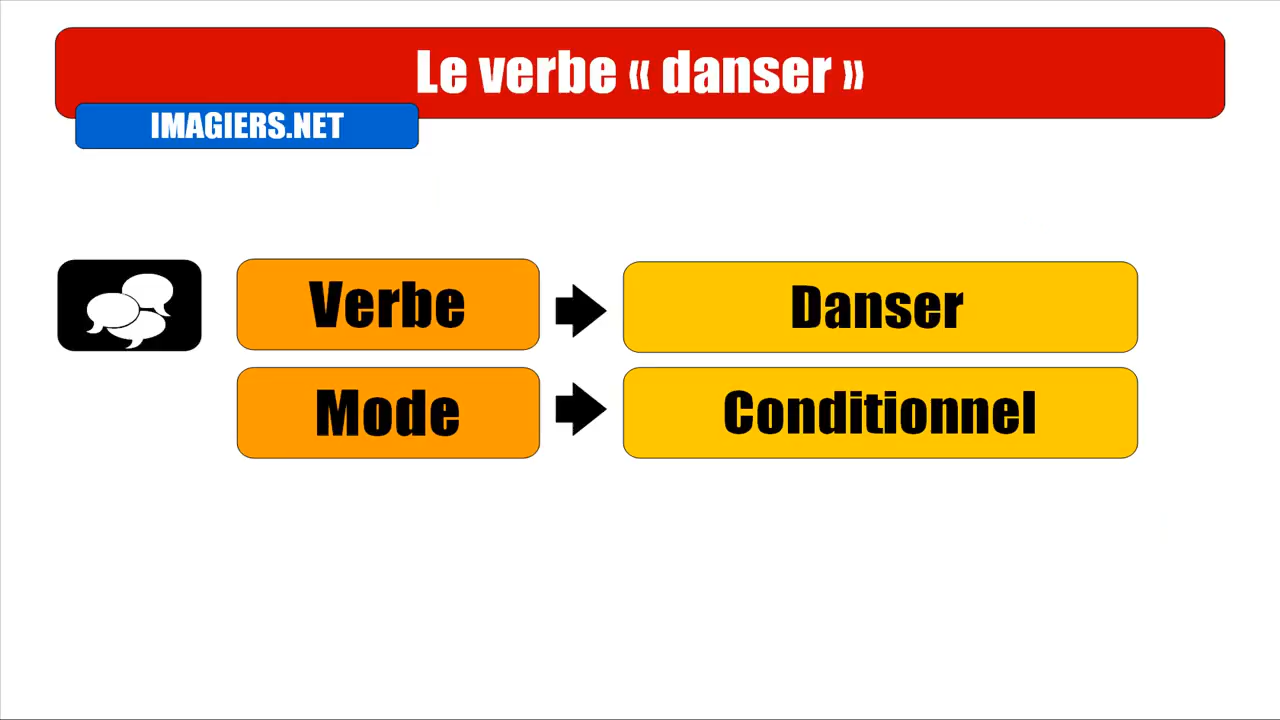 Le verbe « danser »
IMAGIERS.NET
Verbe Danser
Mode Conditionnel